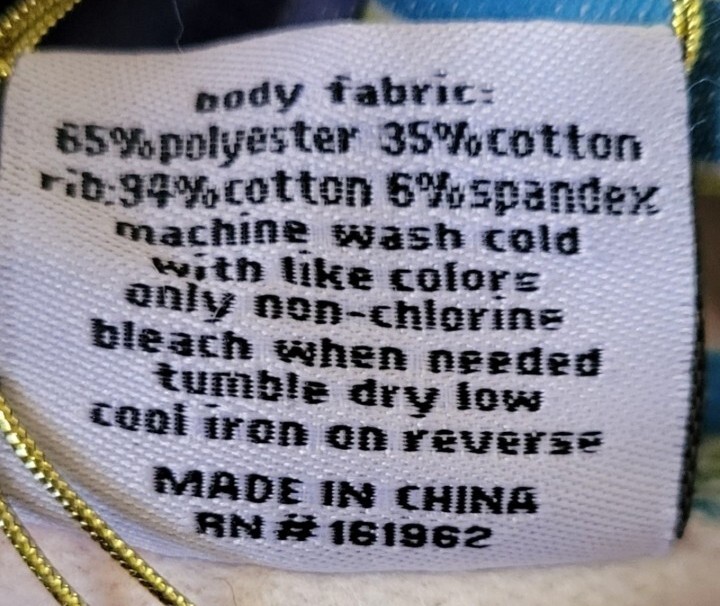 body fabric:
65%polyester 35%cotton
rib:94%cotton 6%spandex
machine wash cold
with like colors
only non-chlorine
bleach when needed
tumble dry low
cool iron on reverse
MADE IN CHINA
RN #161962